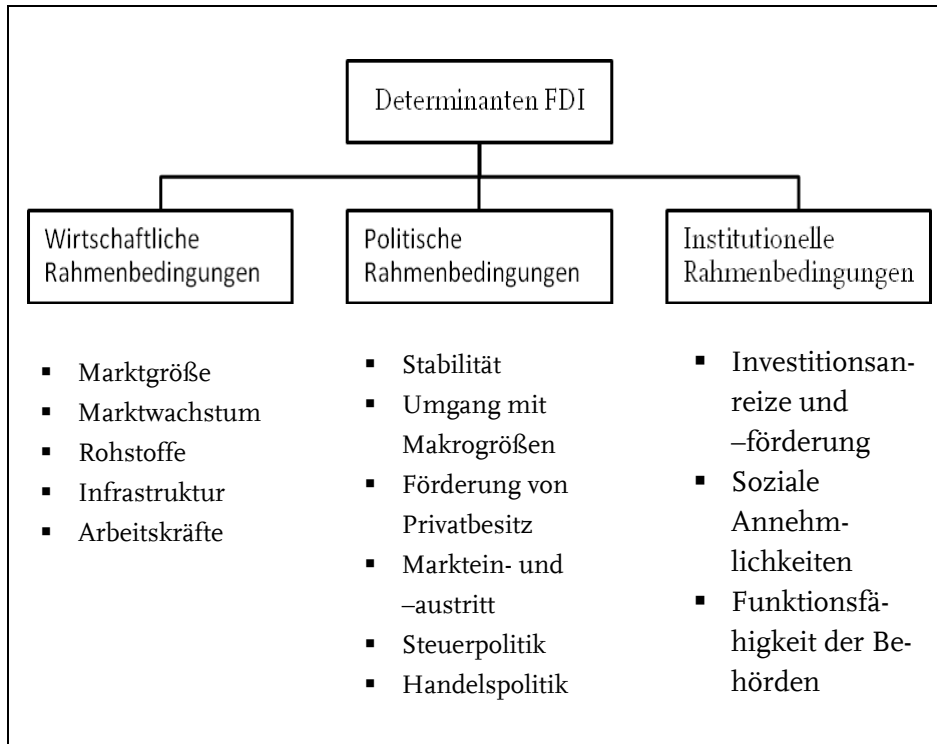 Determinanten FDI
Wirtschaftliche
Rahmenbedingungen
▪ Marktgröße
▪ Marktwachstum
▪ Rohstoffe
▪ Infrastruktur
▪ Arbeitskräfte
Politische
Rahmenbedingungen
▪ Stabilität
▪ Umgang mit
Makrogrößen
▪ Förderung von
Privatbesitz
▪ Marktein- und
–austritt
▪ Steuerpolitik
▪ Handelspolitik
Institutionelle
Rahmenbedingungen
▪ Investitionsan-
reize und
–förderung
▪ Soziale
Annehm-
lichkeiten
▪ Funktionsfä-
higkeit der Be-
hörden